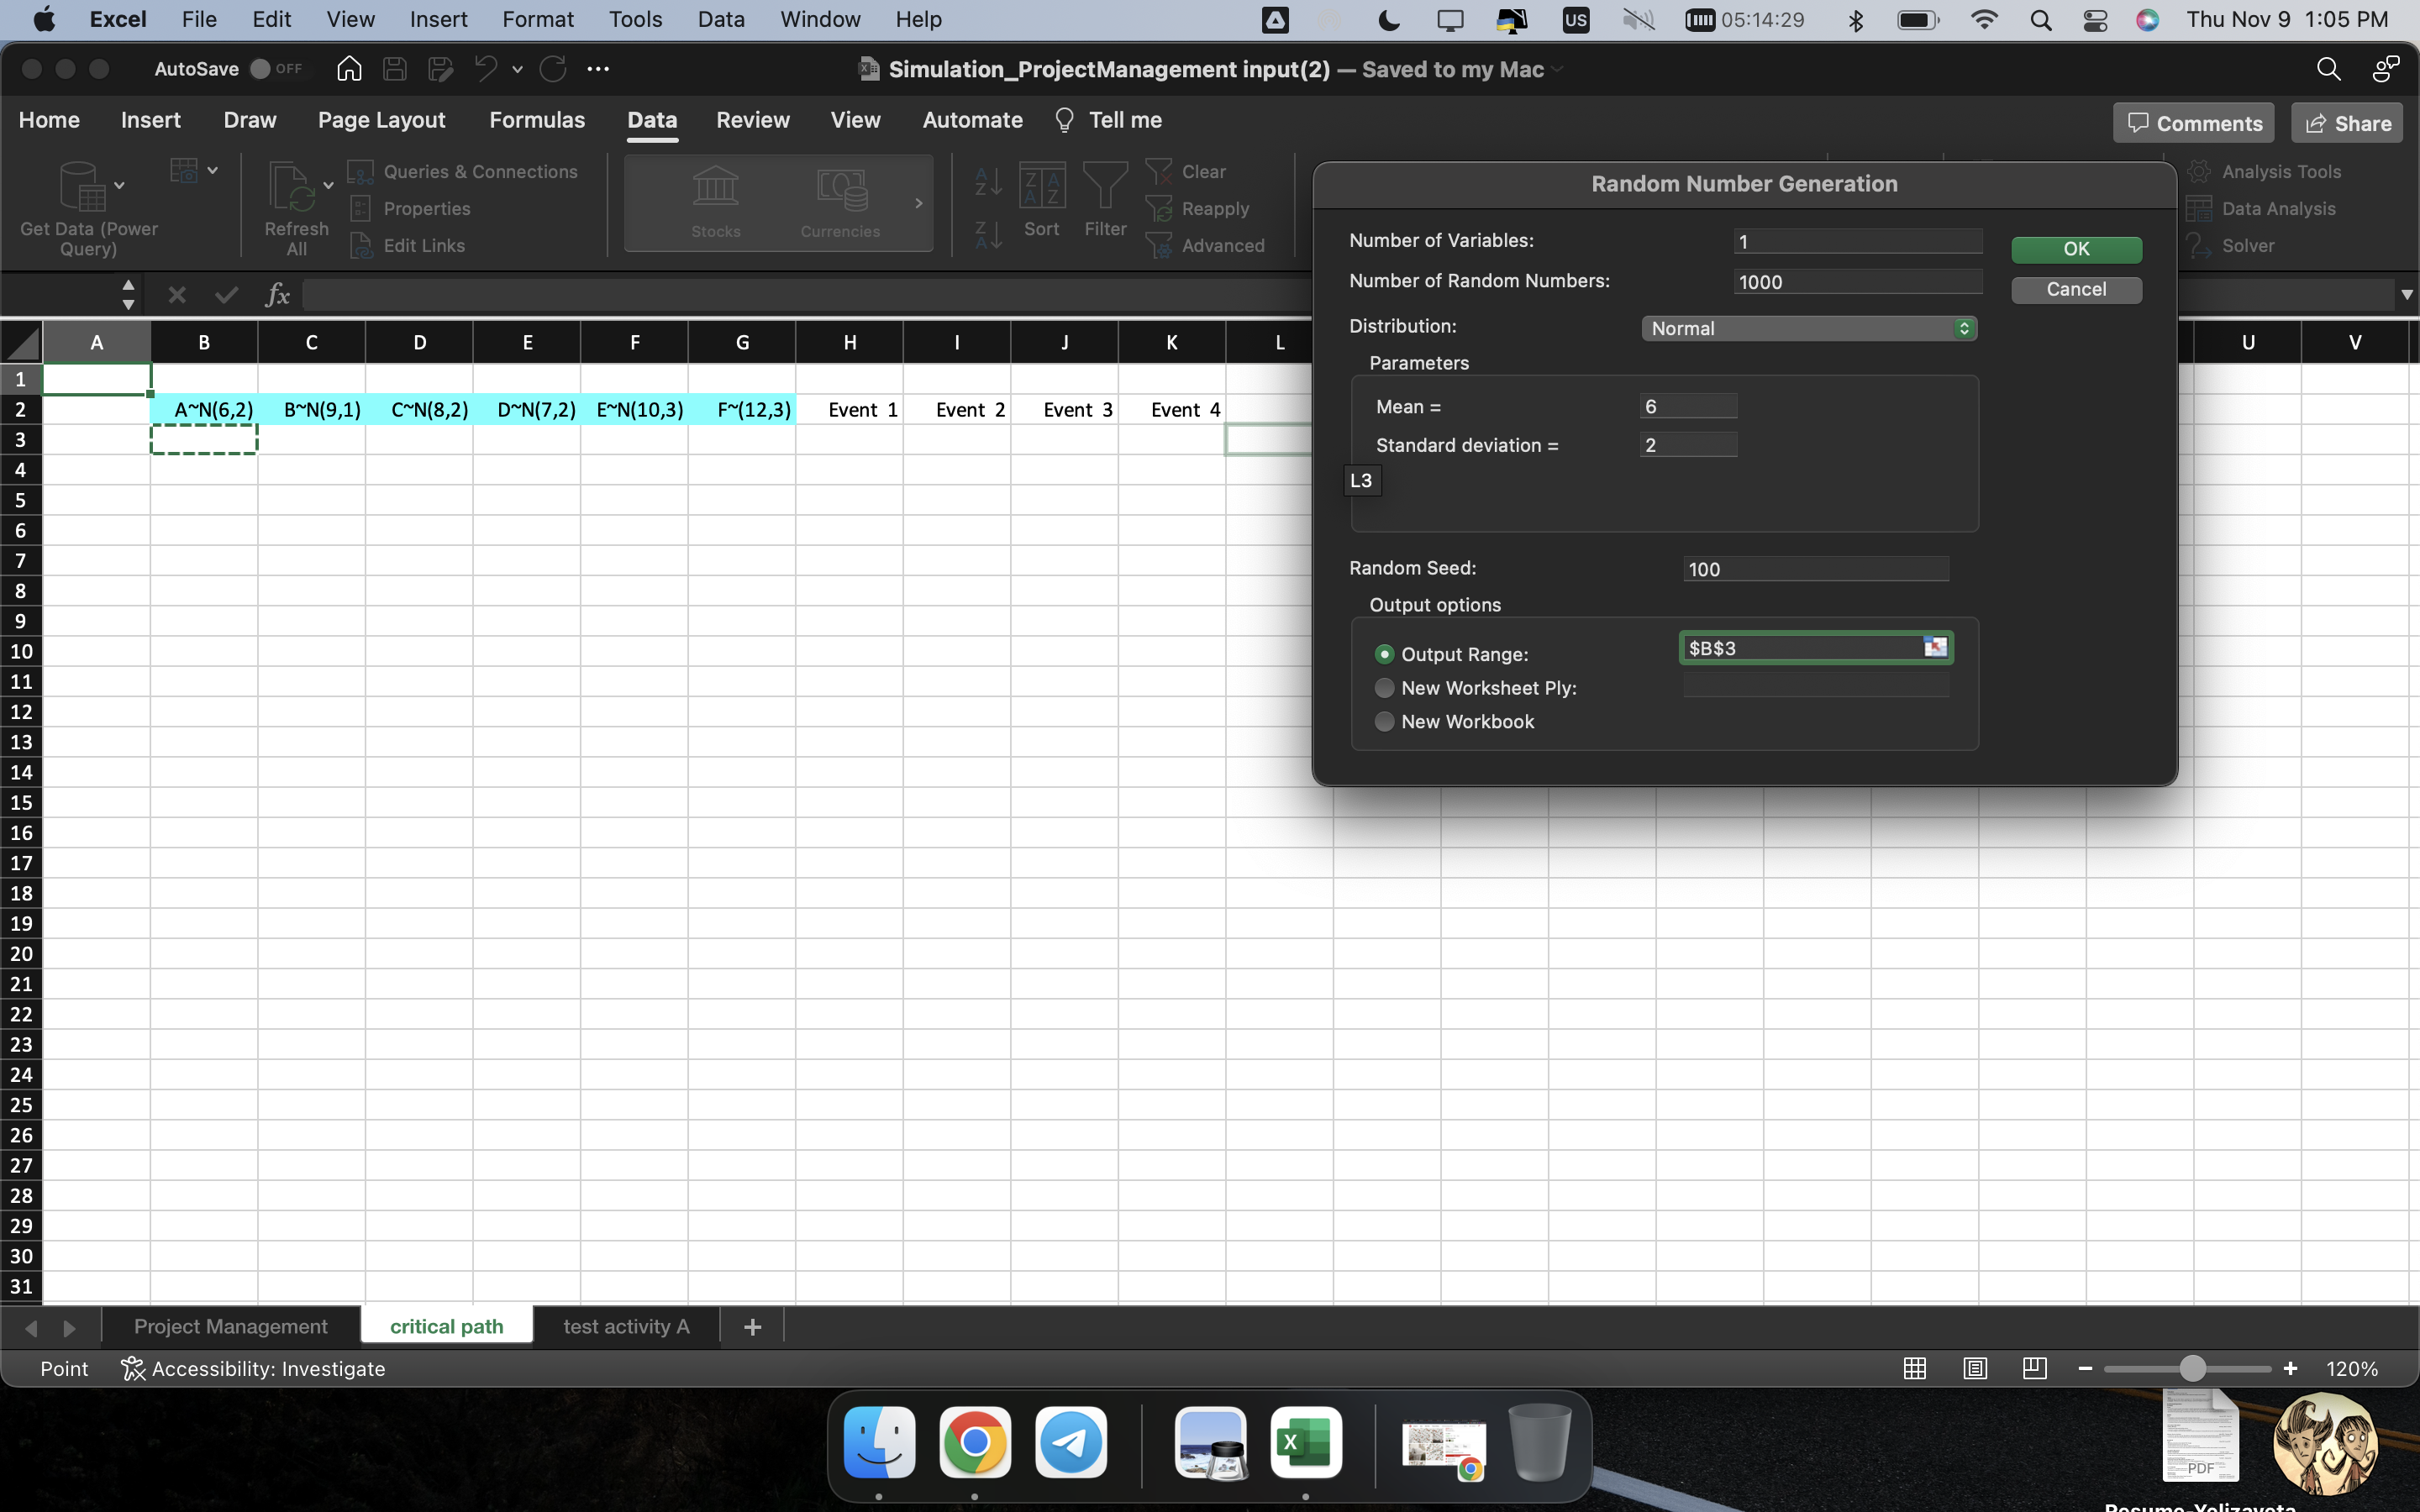 Excel File Edit View Insert Format Tools Data Window Help US 05:14:29 Thu Nov 9 1:05 PM
AutoSave OFF Simulation_ProjectManagement input(2) — Saved to my Mac
Home Insert Draw Page Layout Formulas Data Review View Automate Tell me Comments Share
Get Data (Power Query)
Refresh All
Queries & Connections
Properties
Edit Links
Stocks Currencies
Sort Filter
Clear
Reapply
Advanced
Analysis Tools
Data Analysis
Solver
fx
A B C D E F G H I J K L U V
1
2 A~N(6,2) B~N(9,1) C~N(8,2) D~N(7,2) E~N(10,3) F~(12,3) Event 1 Event 2 Event 3 Event 4
3
4
5
6
7
8
9
10
11
12
13
14
15
16
17
18
19
20
21
22
23
24
25
26
27
28
29
30
31
Random Number Generation
Number of Variables: 1
OK
Number of Random Numbers: 1000
Cancel
Distribution: Normal
Parameters
Mean = 6
Standard deviation = 2
L3
Random Seed: 100
Output options
Output Range: $B$3
New Worksheet Ply:
New Workbook
Project Management critical path test activity A +
Point Accessibility: Investigate 120%
PDF
Resume-Yelizaveta